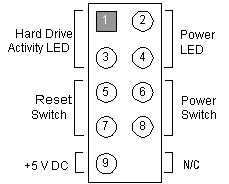 Hard Drive
Activity LED
1
2
Power
LED
3
4
Reset
Switch
5
6
Power
Switch
7
8
+5 V DC
9
N/C